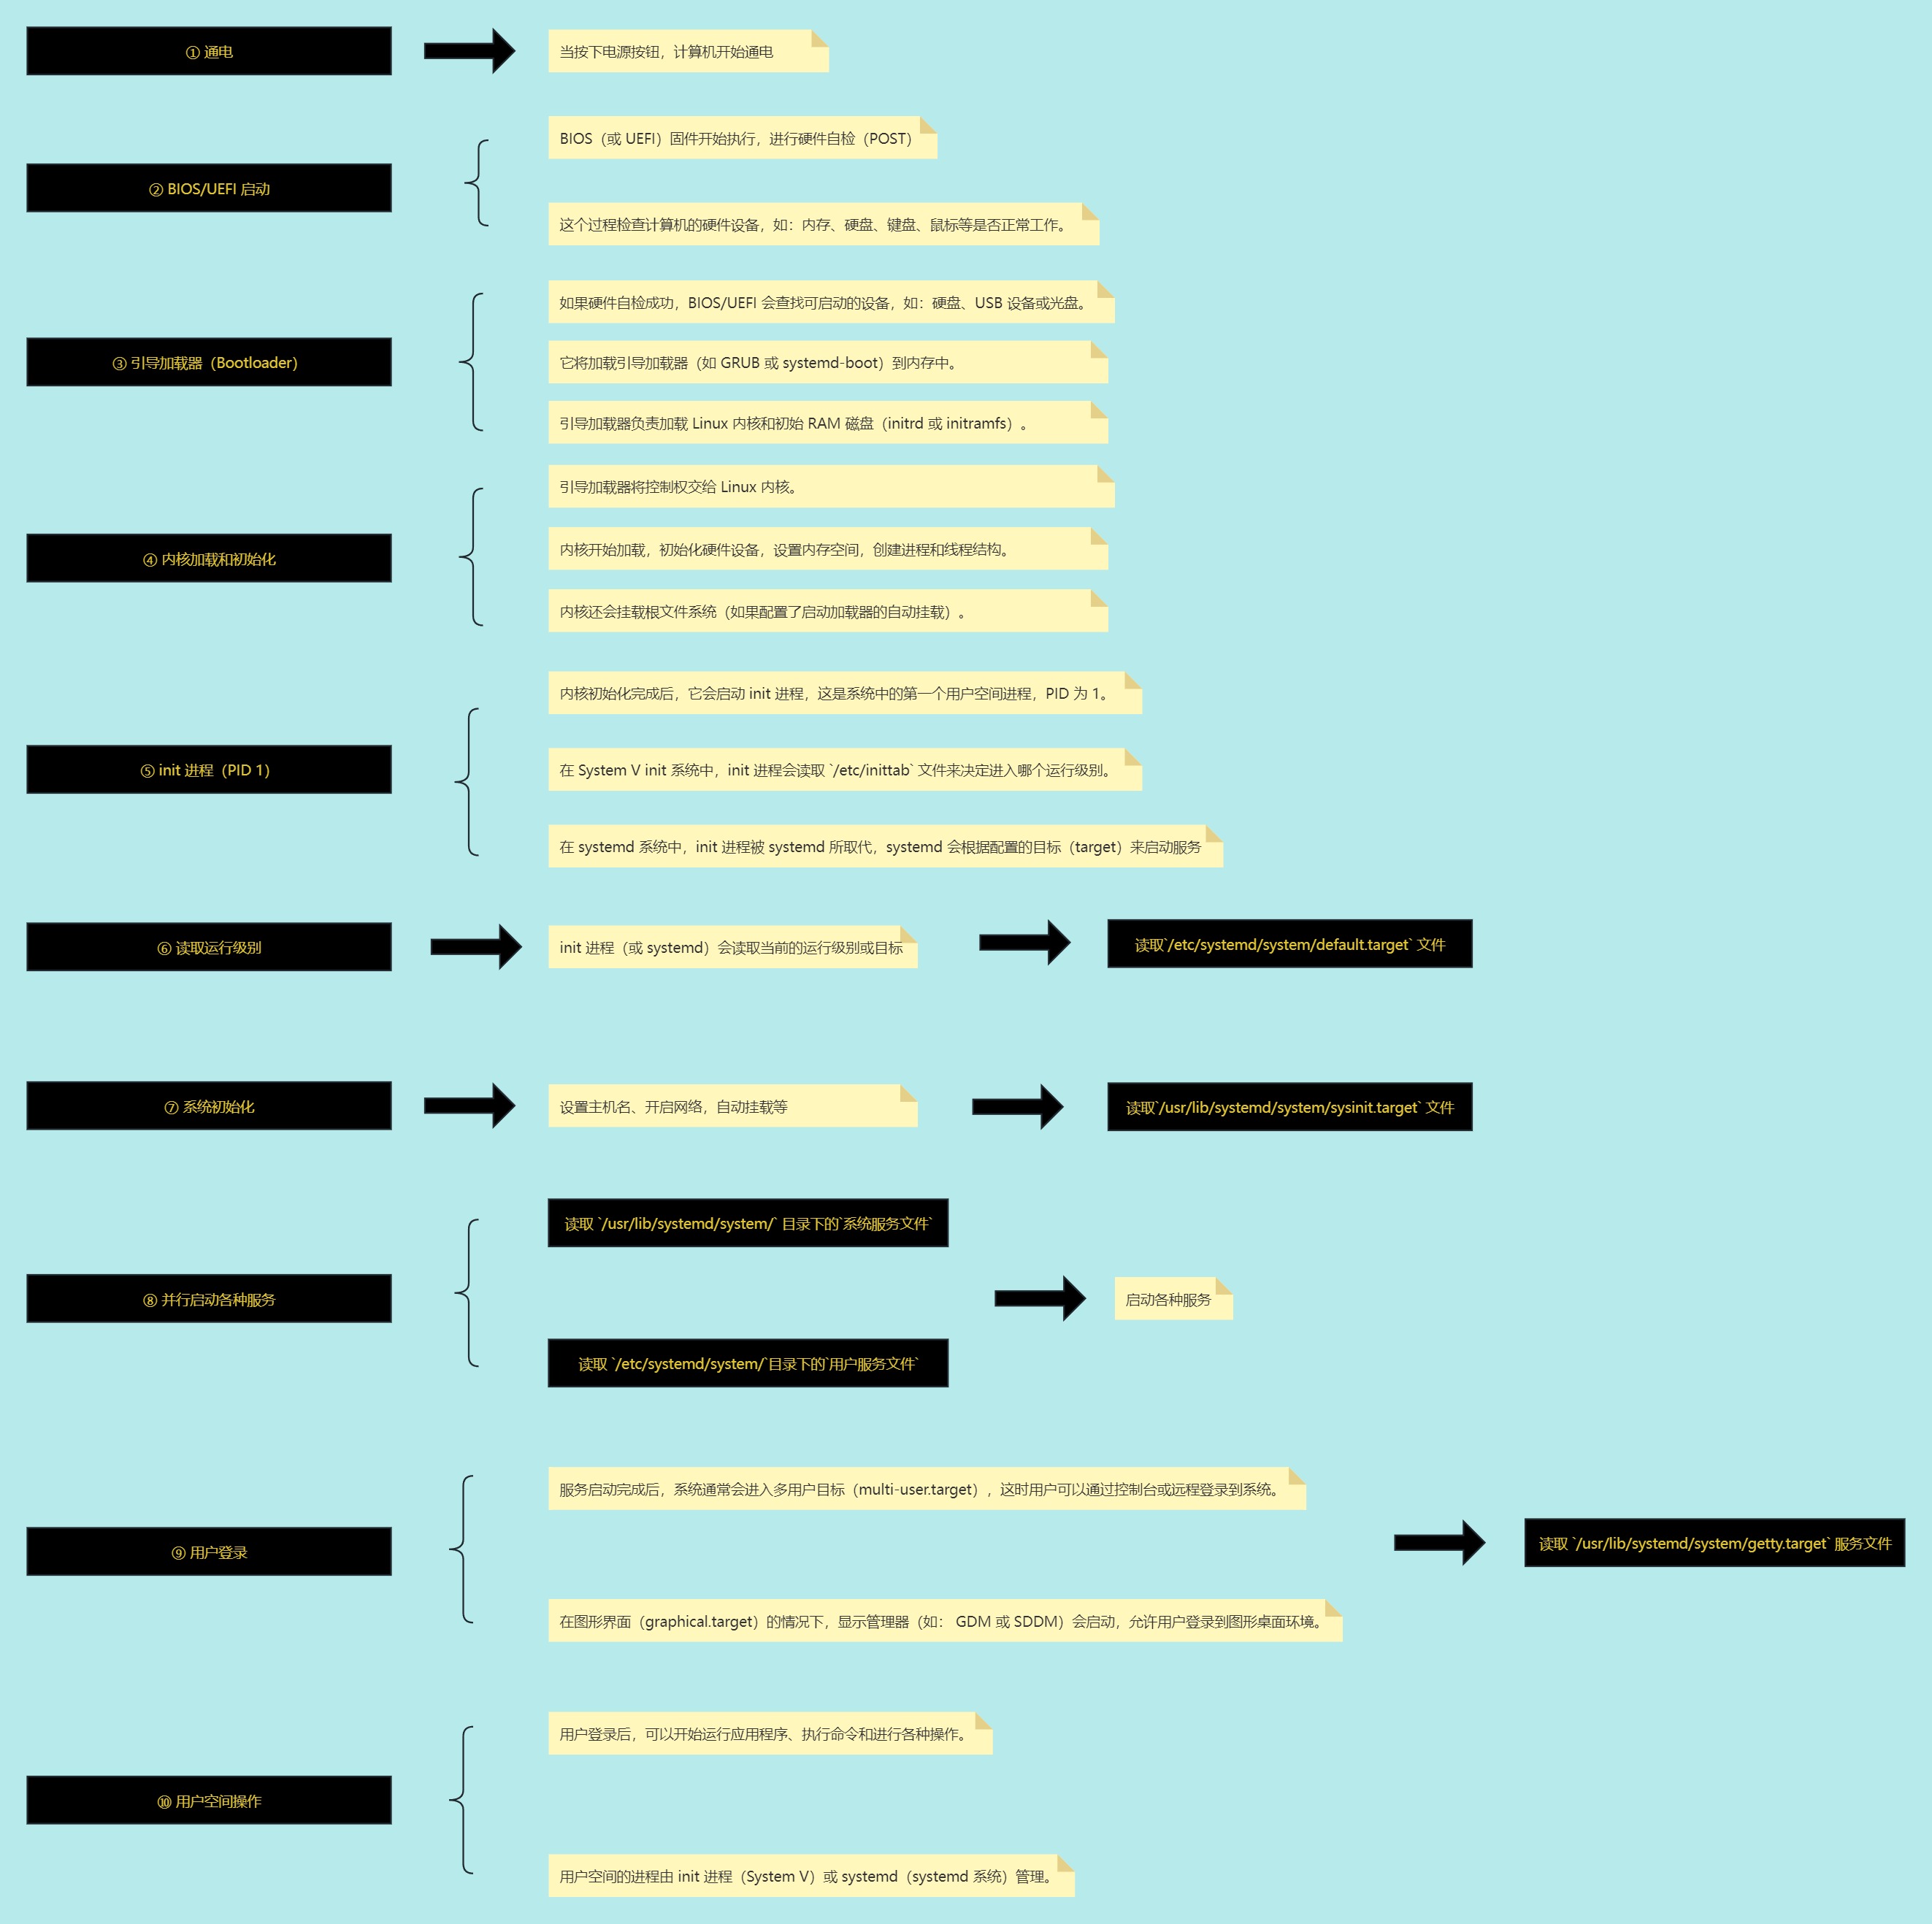 ① 通电
当按下电源按钮，计算机开始通电
BIOS（或 UEFI）固件开始执行，进行硬件自检（POST）
② BIOS/UEFI 启动
这个过程检查计算机的硬件设备，如：内存、硬盘、键盘、鼠标等是否正常工作。
如果硬件自检成功，BIOS/UEFI 会查找可启动的设备，如：硬盘、USB 设备或光盘。
③ 引导加载器（Bootloader）
它将加载引导加载器（如 GRUB 或 systemd-boot）到内存中。
引导加载器负责加载 Linux 内核和初始 RAM 磁盘（initrd 或 initramfs）。
引导加载器将控制权交给 Linux 内核。
④ 内核加载和初始化
内核开始加载，初始化硬件设备，设置内存空间，创建进程和线程结构。
内核还会挂载根文件系统（如果配置了启动加载器的自动挂载）。
内核初始化完成后，它会启动 init 进程，这是系统中的第一个用户空间进程，PID 为 1。
⑤ init 进程（PID 1）
在 System V init 系统中，init 进程会读取 `/etc/inittab` 文件来决定进入哪个运行级别。
在 systemd 系统中，init 进程被 systemd 所取代，systemd 会根据配置的目标（target）来启动服务
⑥ 读取运行级别
init 进程（或 systemd）会读取当前的运行级别或目标
读取`/etc/systemd/system/default.target` 文件
⑦ 系统初始化
设置主机名、开启网络，自动挂载等
读取`/usr/lib/systemd/system/sysinit.target` 文件
读取 `/usr/lib/systemd/system/` 目录下的`系统服务文件`
⑧ 并行启动各种服务
启动各种服务
读取 `/etc/systemd/system/`目录下的`用户服务文件`
服务启动完成后，系统通常会进入多用户目标（multi-user.target），这时用户可以通过控制台或远程登录到系统。
⑨ 用户登录
读取 `/usr/lib/systemd/system/getty.target` 服务文件
在图形界面（graphical.target）的情况下，显示管理器（如： GDM 或 SDDM）会启动，允许用户登录到图形桌面环境。
用户登录后，可以开始运行应用程序、执行命令和进行各种操作。
⑩ 用户空间操作
用户空间的进程由 init 进程（System V）或 systemd（systemd 系统）管理。